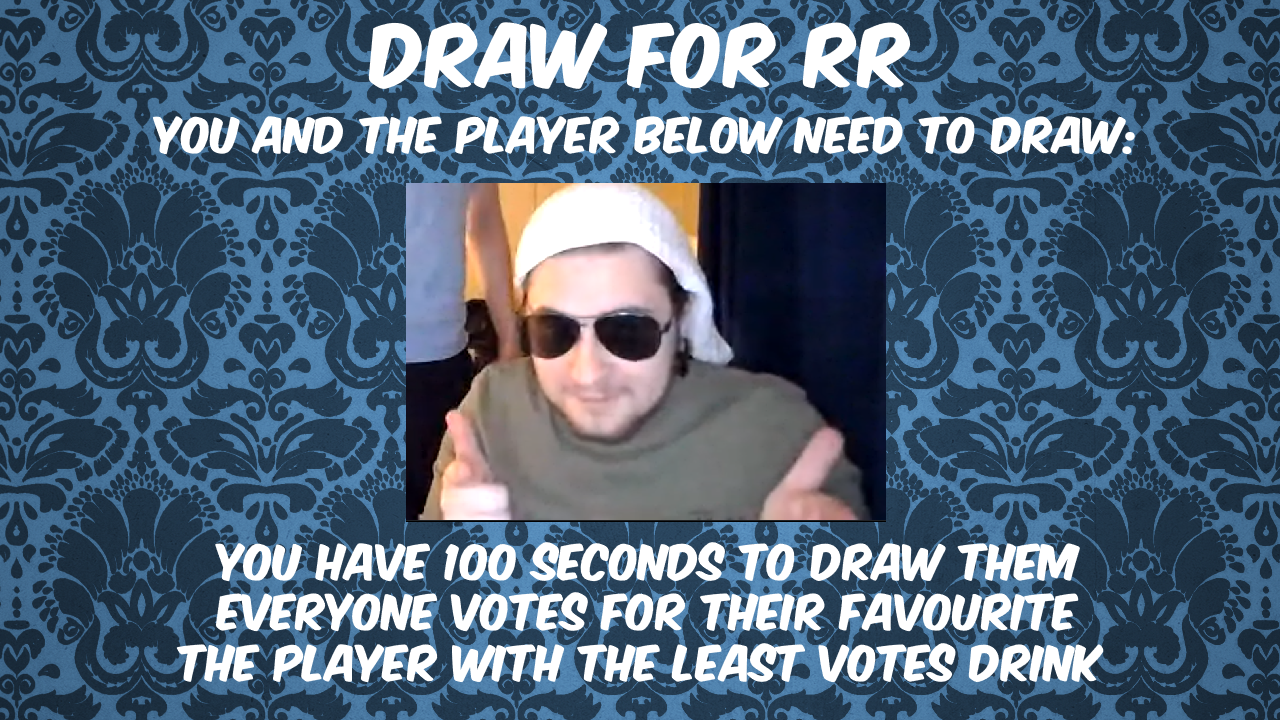 DRAW FOR RR
YOU AND THE PLAYER BELOW NEED TO DRAW:
YOU HAVE 100 SECONDS TO DRAW THEM
EVERYONE VOTES FOR THEIR FAVOURITE
THE PLAYER WITH THE LEAST VOTES DRINK